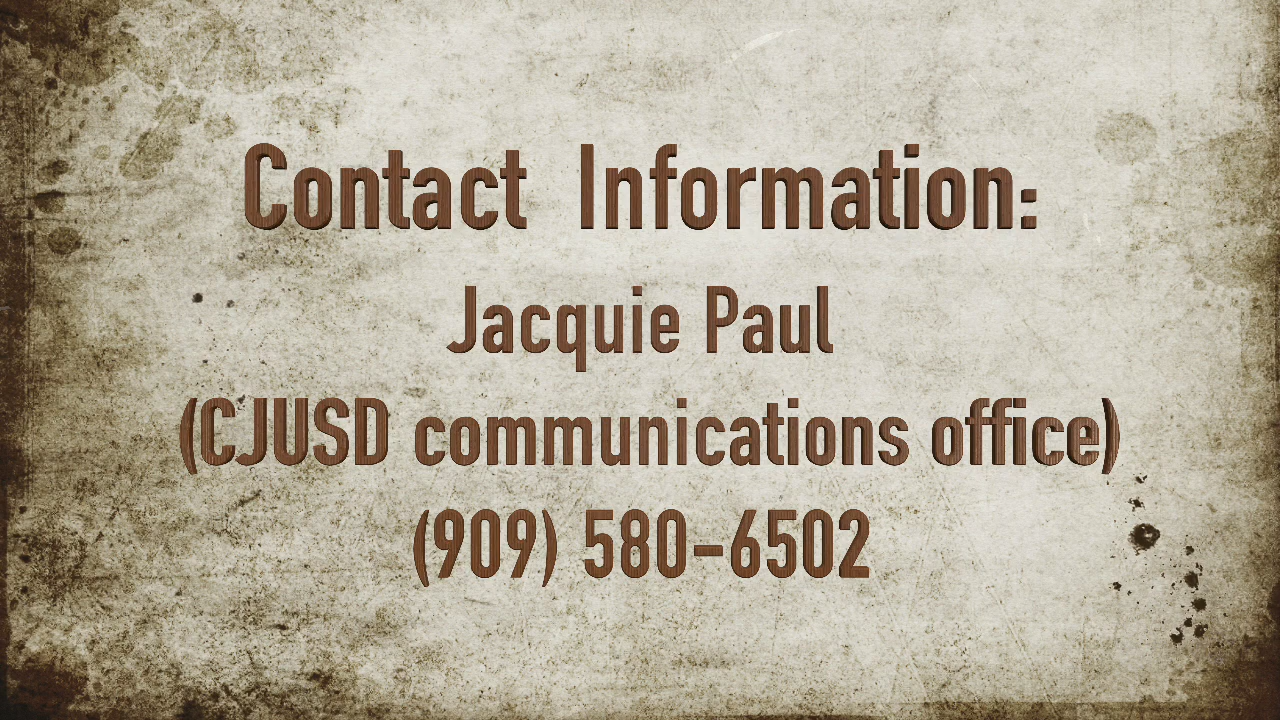 Contact Information:
Jacquie Paul
(CJUSD communications office)
(909) 580-6502